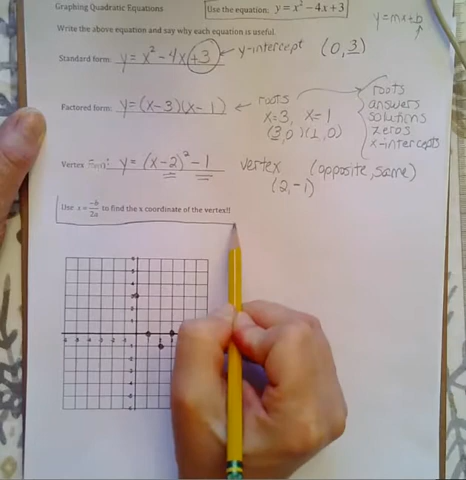 Graphing Quadratic Equations
Use the equation: y = x² − 4x + 3
y = mx + b
Write the above equation and say why each equation is useful.
Standard form: y = x² − 4x + 3 ← y-intercept (0, 3)
Factored form: y = (x−3)(x−1) ← roots
x=3, x=1
(3,0)(1,0)
roots
answers
solutions
zeros
x-intercepts
Vertex form: y = (x−2)² − 1 vertex (opposite, same)
(2,−1)
Use x = −b/2a to find the x coordinate of the vertex!!